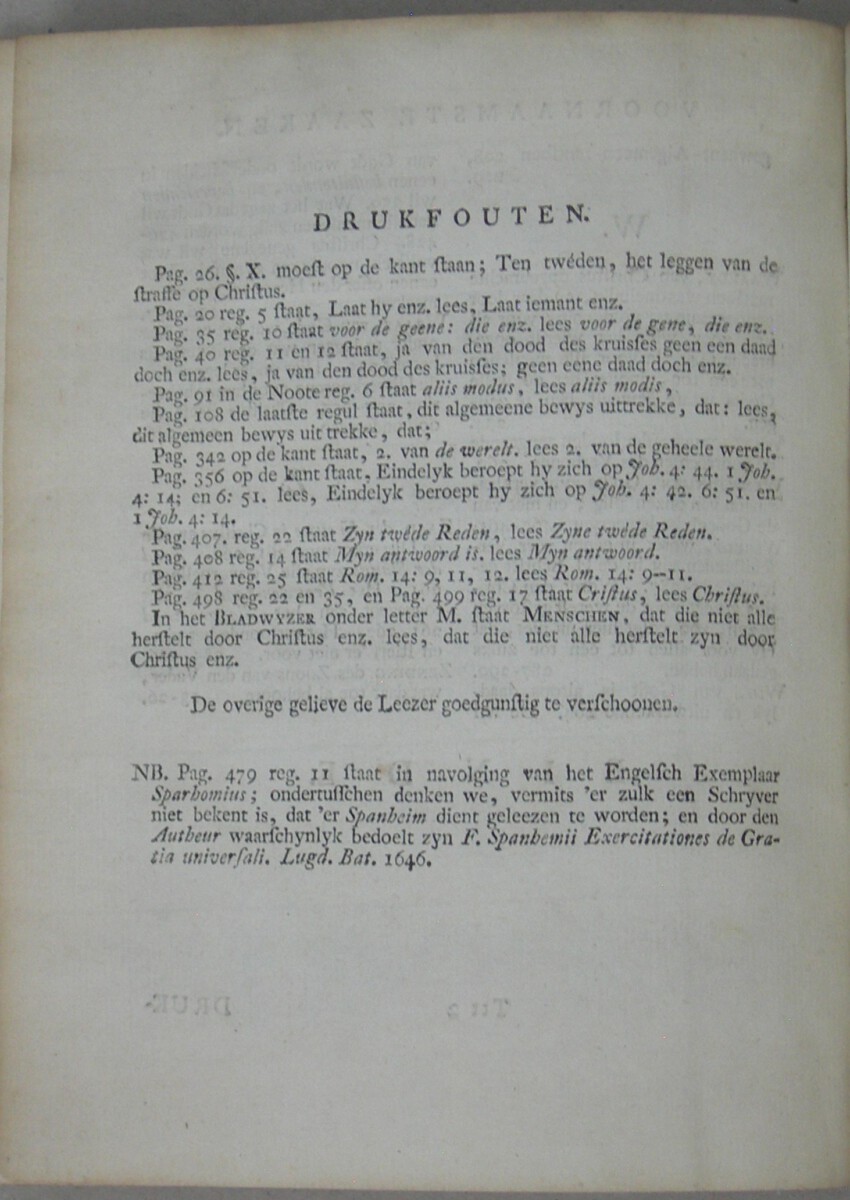 DRUKFOUTEN.
Pag. 26. §. X. moeſt op de kant ſtaan; Ten twéden, het leggen van de
ſtraffe op Chriſtus.
Pag. 20 reg. 5 ſtaat, Laat hy enz. lees, Laat iemant enz.
Pag. 35 reg. 10 ſtaat voor de geene: die enz. lees voor de gene, die enz.
Pag. 40 reg. 11 en 12 ſtaat, ja van den dood des kruisſes geen een daad
doch enz. lees, ja van den dood des kruisſes; geen eene daad doch enz.
Pag. 91 in de Noote reg. 6 ſtaat aliis modus, lees aliis modis,
Pag. 108 de laatſte regul ſtaat, dit algemeene bewys uittrekke, dat: lees,
dit algemeen bewys uit trekke, dat;
Pag. 342 op de kant ſtaat, 2. van de werelt. lees 2. van de geheele werelt.
Pag. 356 op de kant ſtaat, Eindelyk beroept hy zich op Joh. 4: 44. 1 Joh.
4: 14; en 6: 51. lees, Eindelyk beroept hy zich op Joh. 4: 42. 6: 51. en
1 Joh. 4: 14.
Pag. 407. reg. 22 ſtaat Zyn twéde Reden, lees Zyne twéde Reden.
Pag. 408 reg. 14 ſtaat Myn antwoord is. lees Myn antwoord.
Pag. 412 reg. 25 ſtaat Rom. 14: 9, 11, 12. lees Rom. 14: 9--11.
Pag. 498 reg. 22 en 35, en Pag. 499 reg. 17 ſtaat Criſtus, lees Chriſtus.
In het BLADWYZER onder letter M. ſtaat MENSCHEN, dat die niet alle
herſtelt door Chriſtus enz. lees, dat die niet alle herſtelt zyn door
Chriſtus enz.
De overige gelieve de Leezer goedgunſtig te verſchoonen.
NB. Pag. 479 reg. 11 ſtaat in navolging van het Engelſch Exemplaar
Sparhomius; ondertuſſchen denken we, vermits 'er zulk een Schryver
niet bekent is, dat 'er Spanheim dient geleezen te worden; en door den
Autheur waarſchynlyk bedoelt zyn F. Spanhemii Exercitationes de Gra-
tia univerſali. Lugd. Bat. 1646.